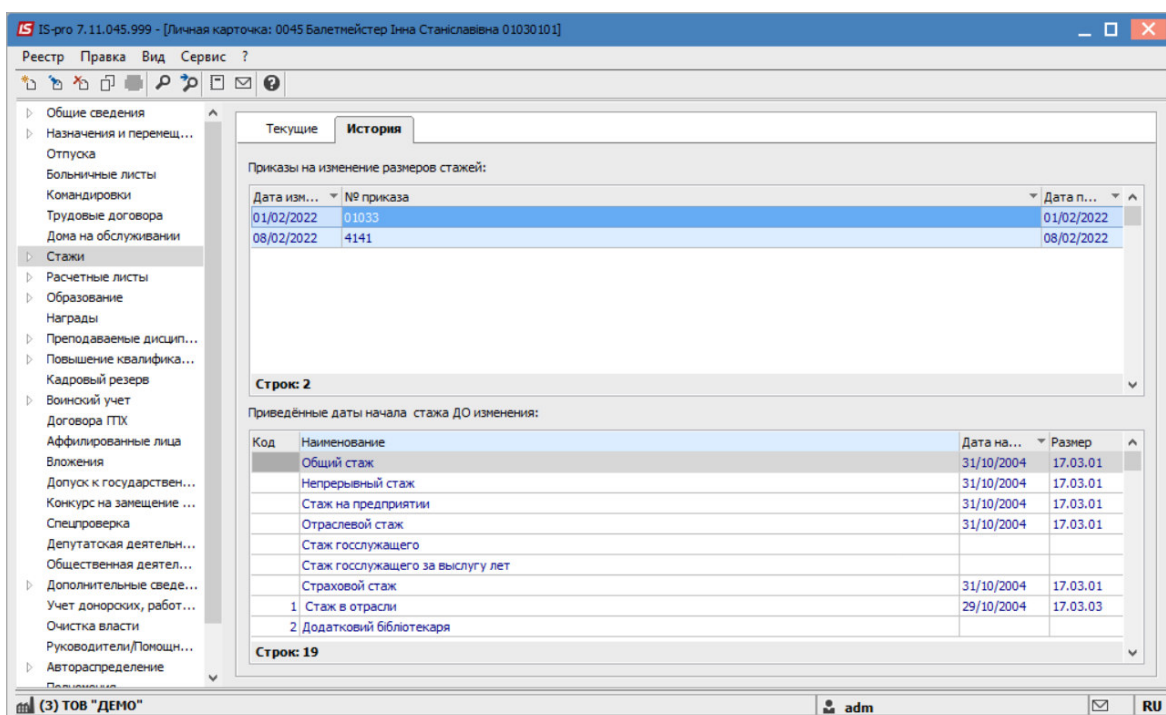 IS-pro 7.11.045.999 - [Личная карточка: 0045 Балетмейстер Інна Станіславівна 01030101]
Реестр Правка Вид Сервис ?
Общие сведения
Назначения и перемещ...
Отпуска
Больничные листы
Командировки
Трудовые договора
Дома на обслуживании
Стажи
Расчетные листы
Образование
Награды
Преподаваемые дисцип...
Повышение квалифика...
Кадровый резерв
Воинский учет
Договора ГПХ
Аффилированные лица
Вложения
Допуск к государствен...
Конкурс на замещение ...
Спецпроверка
Депутатская деятельн...
Общественная деятел...
Дополнительные сведе...
Учет донорских, работ...
Очистка власти
Руководители/Помощн...
Автораспределение
Текущие История
Приказы на изменение размеров стажей:
Дата изм... № приказа Дата п...
01/02/2022 01033 01/02/2022
08/02/2022 4141 08/02/2022
Строк: 2
Приведённые даты начала стажа ДО изменения:
Код Наименование Дата на... Размер
Общий стаж 31/10/2004 17.03.01
Непрерывный стаж 31/10/2004 17.03.01
Стаж на предприятии 31/10/2004 17.03.01
Отраслевой стаж 31/10/2004 17.03.01
Стаж госслужащего
Стаж госслужащего за выслугу лет
Страховой стаж 31/10/2004 17.03.01
1 Стаж в отрасли 29/10/2004 17.03.03
2 Додатковий бібліотекаря
Строк: 19
(3) ТОВ "ДЕМО" adm RU